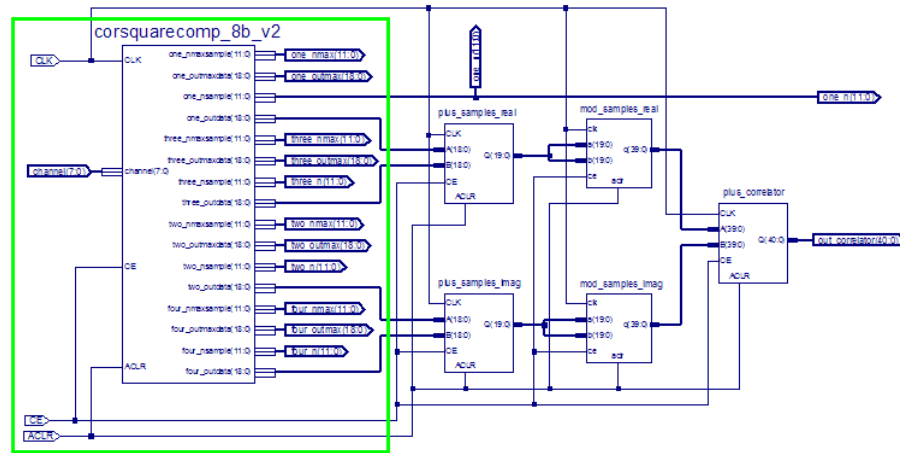 corsquarecomp_8b_v2
CLK
CLK
one_nmaxsample(11:0)
one_nmax(11:0)
one_outmaxdata(18:0)
one_outmax(18:0)
one_nsample(11:0)
one_n(11:0)
one_n(11:0)
one_outdata(18:0)
three_nmaxsample(11:0)
three_nmax(11:0)
three_outmaxdata(18:0)
three_outmax(18:0)
channel(7:0)
channel(7:0)
three_nsample(11:0)
three_n(11:0)
three_outdata(18:0)
two_nmaxsample(11:0)
two_nmax(11:0)
two_outmaxdata(18:0)
two_outmax(18:0)
CE
two_nsample(11:0)
two_n(11:0)
two_outdata(18:0)
four_nmaxsample(11:0)
four_nmax(11:0)
four_outmaxdata(18:0)
four_outmax(18:0)
four_nsample(11:0)
four_n(11:0)
ACLR
four_outdata(18:0)
CE
ACLR
plus_samples_real
CLK
A(18:0)
B(18:0)
Q(19:0)
CE
ACLR
mod_samples_real
clk
a(19:0)
b(19:0)
q(39:0)
ce
aclr
plus_correlator
CLK
A(39:0)
B(39:0)
Q(40:0)
CE
ACLR
out_correlator(40:0)
plus_samples_imag
CLK
A(18:0)
B(18:0)
Q(19:0)
CE
ACLR
mod_samples_imag
clk
a(19:0)
b(19:0)
q(39:0)
ce
aclr